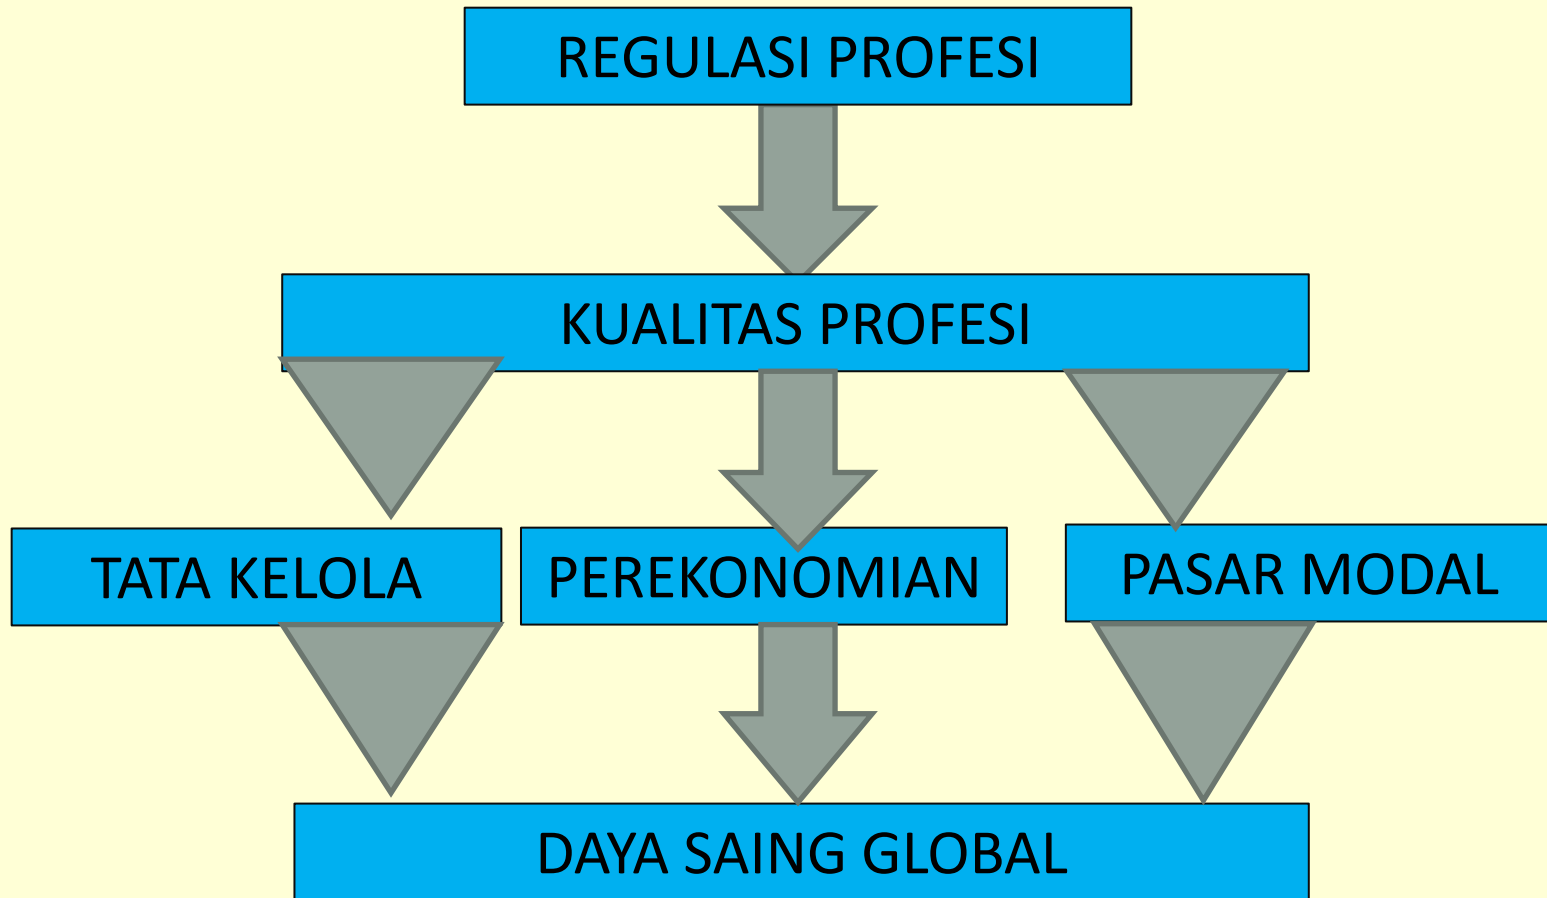 REGULASI PROFESI
KUALITAS PROFESI
TATA KELOLA
PEREKONOMIAN
PASAR MODAL
DAYA SAING GLOBAL